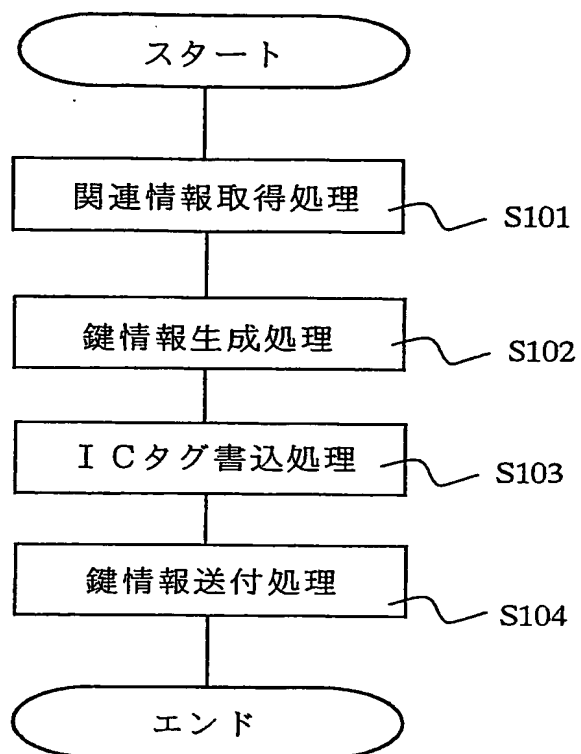 スタート
関連情報取得処理
S101
鍵情報生成処理
S102
ＩＣタグ書込処理
S103
鍵情報送付処理
S104
エンド